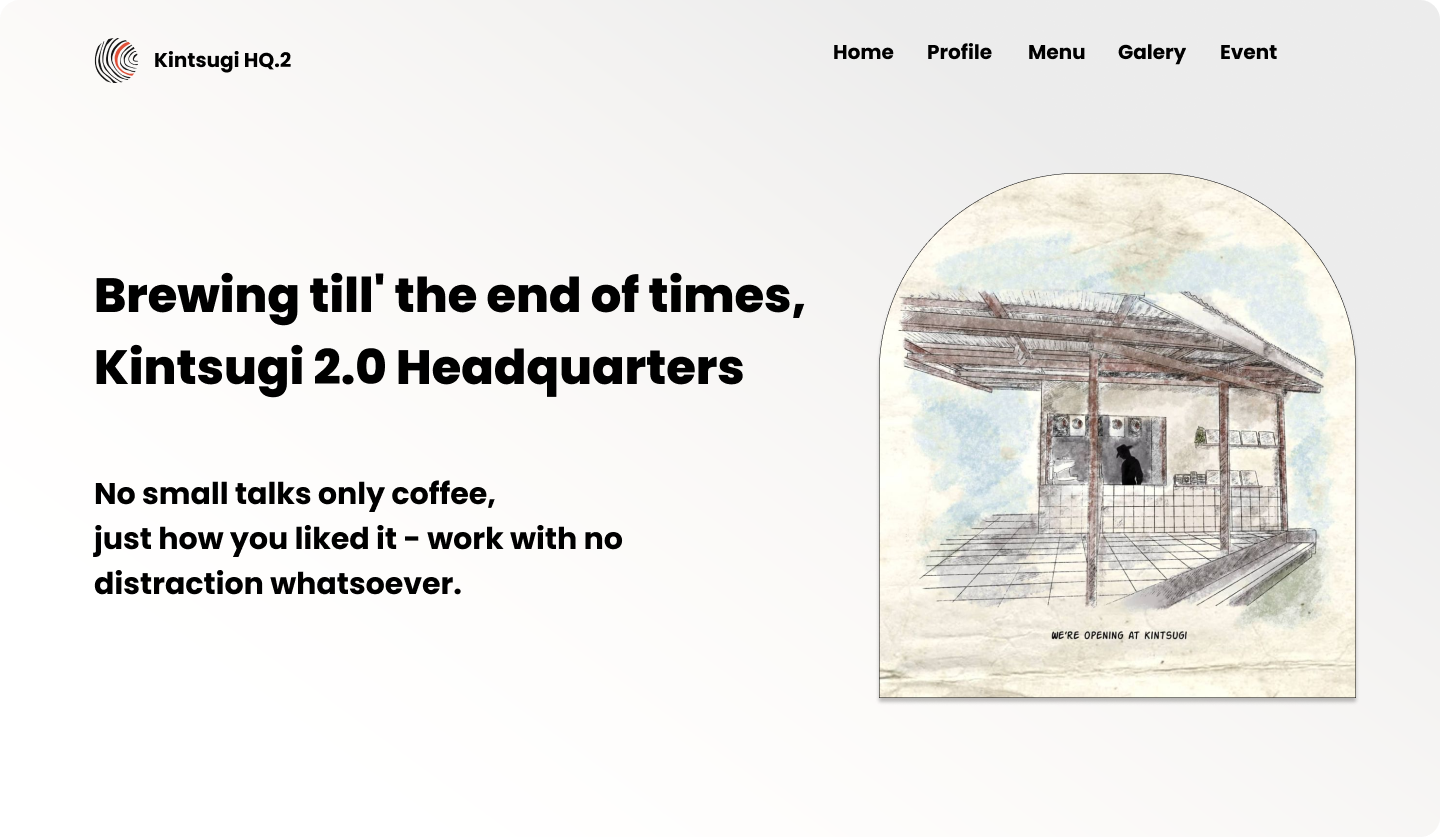 Kintsugi HQ.2
Home Profile Menu Galery Event
Brewing till' the end of times,
Kintsugi 2.0 Headquarters
No small talks only coffee,
just how you liked it - work with no
distraction whatsoever.
WE'RE OPENING AT KINTSUGI